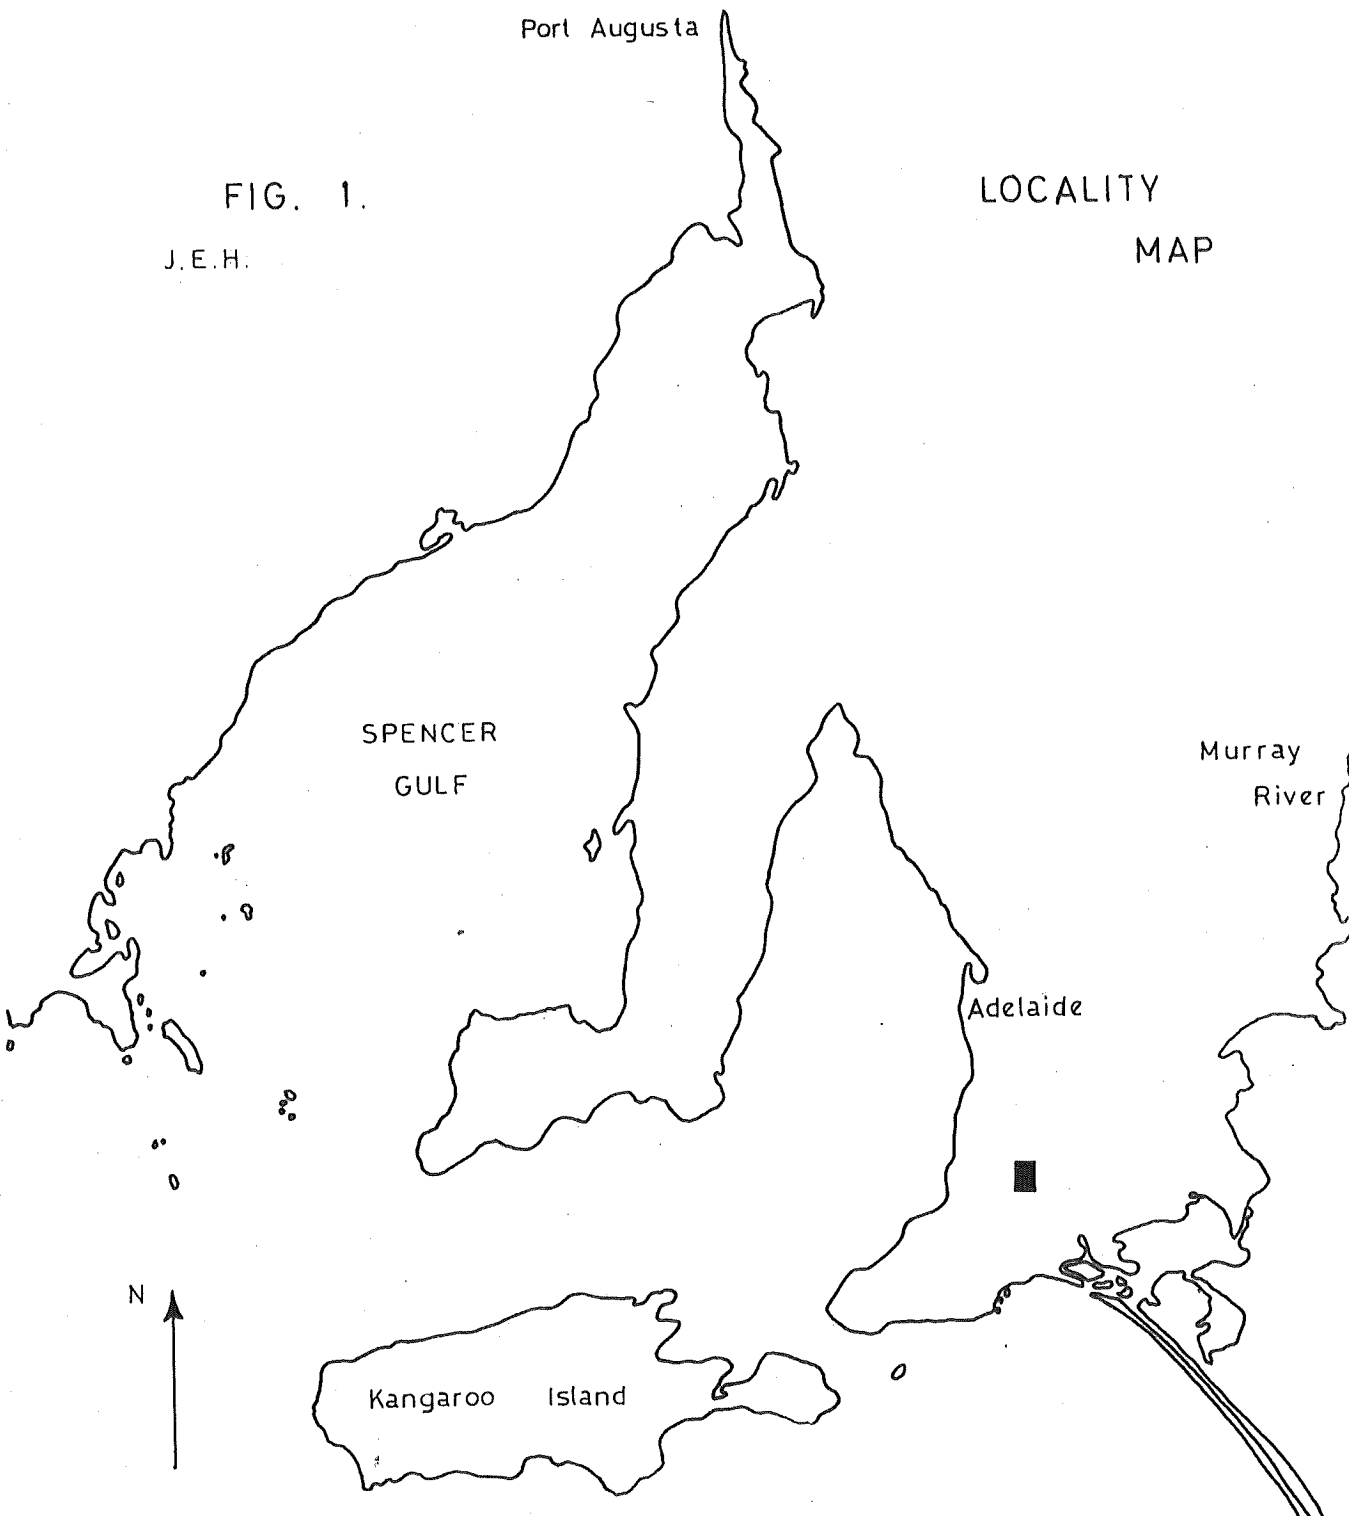 Port Augusta
FIG. 1.
LOCALITY
MAP
J.E.H.
SPENCER
GULF
Murray
River
Adelaide
N
Kangaroo Island